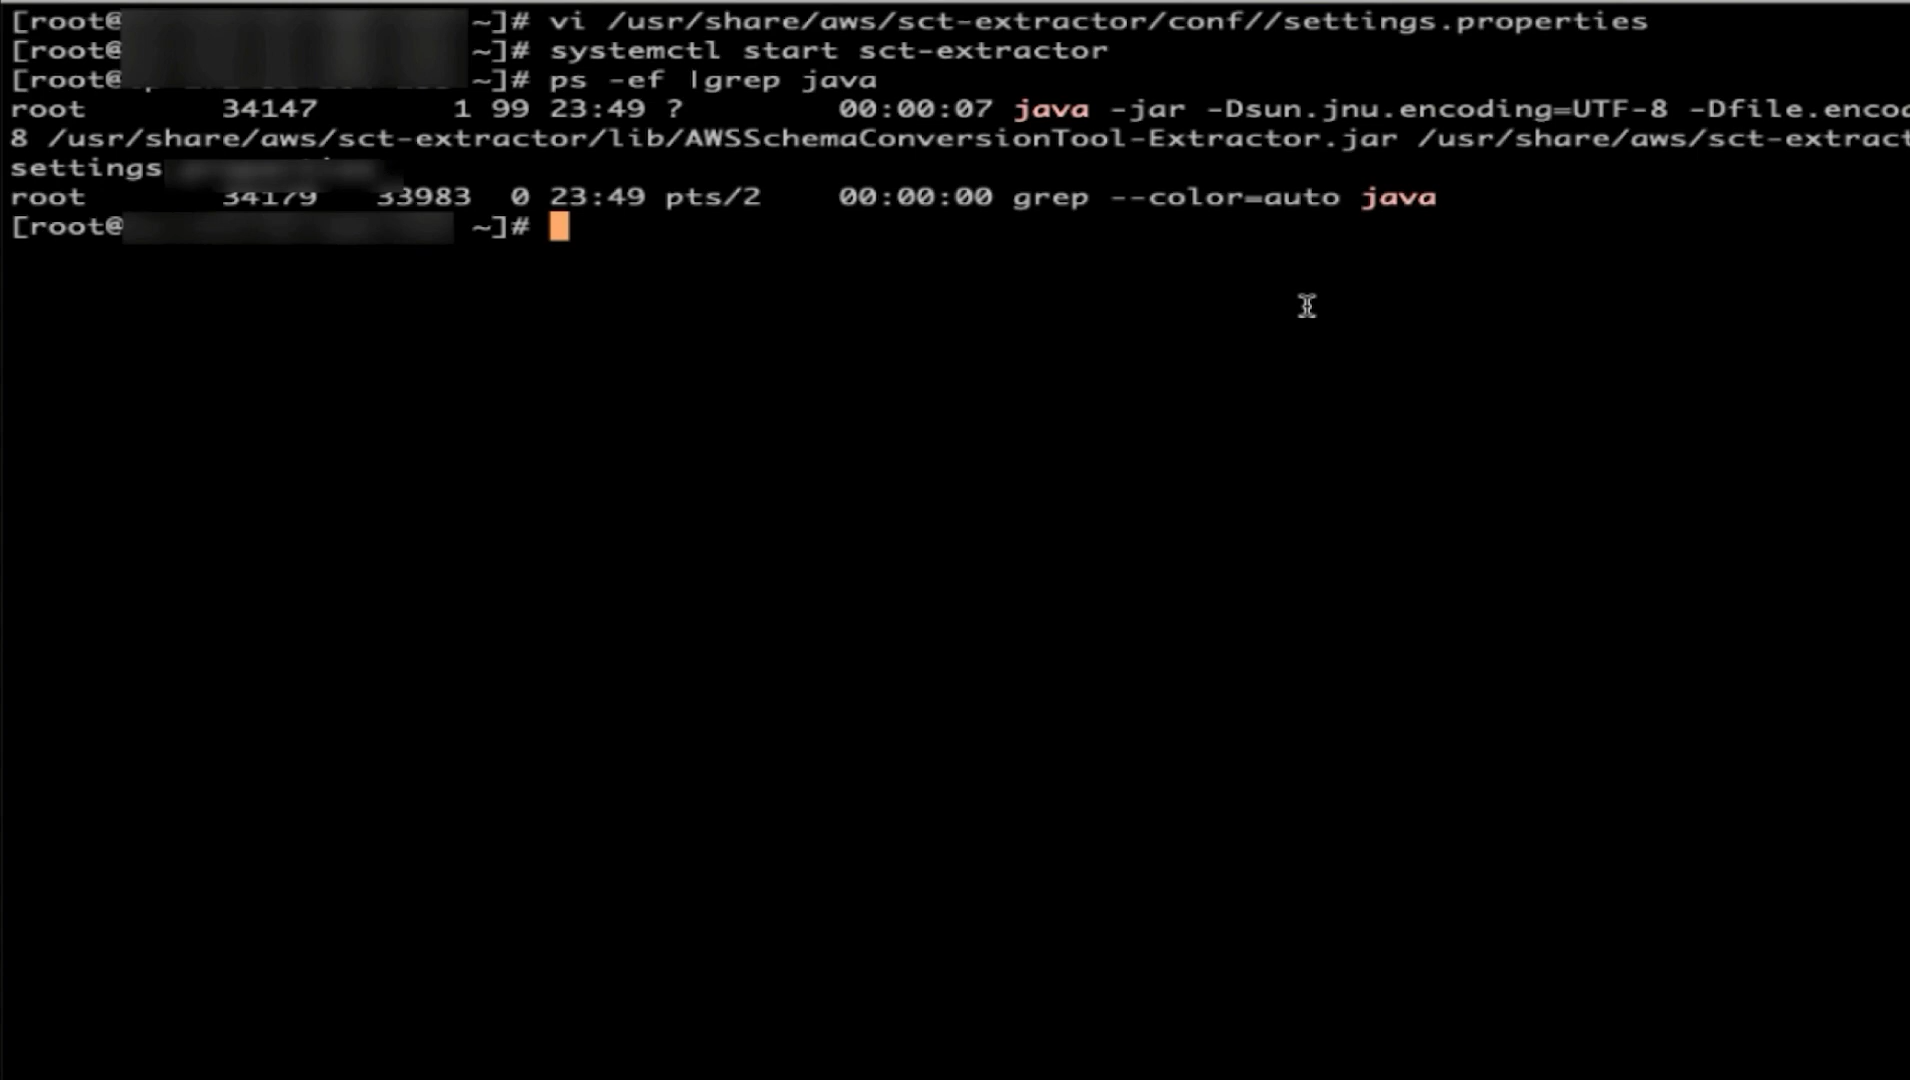 [root@ ~]# vi /usr/share/aws/sct-extractor/conf//settings.properties
[root@ ~]# systemctl start sct-extractor
[root@ ~]# ps -ef |grep java
root 34147 1 99 23:49 ? 00:00:07 java -jar -Dsun.jnu.encoding=UTF-8 -Dfile.enco
8 /usr/share/aws/sct-extractor/lib/AWSSchemaConversionTool-Extractor.jar /usr/share/aws/sct-extract
settings
root 34179 33983 0 23:49 pts/2 00:00:00 grep --color=auto java
[root@ ~]#